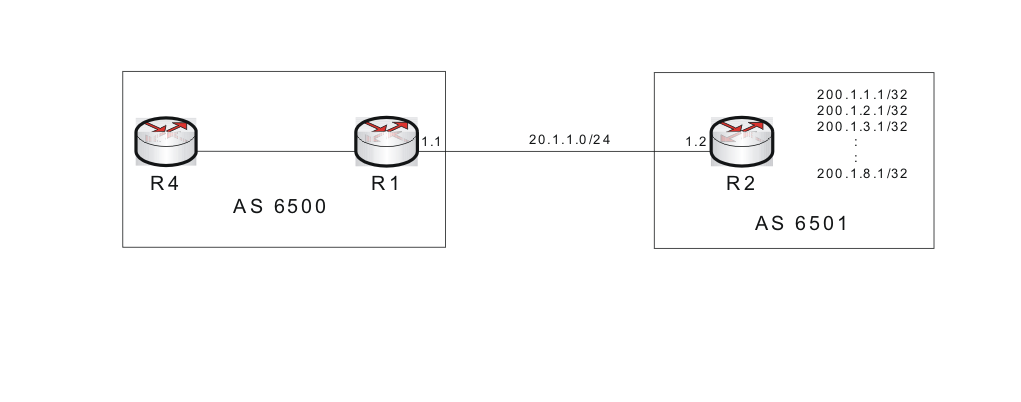 200.1.1.1/32
200.1.2.1/32
200.1.3.1/32
:
:
200.1.8.1/32
1.1
20.1.1.0/24
1.2
R4
R1
R2
AS 6500
AS 6501